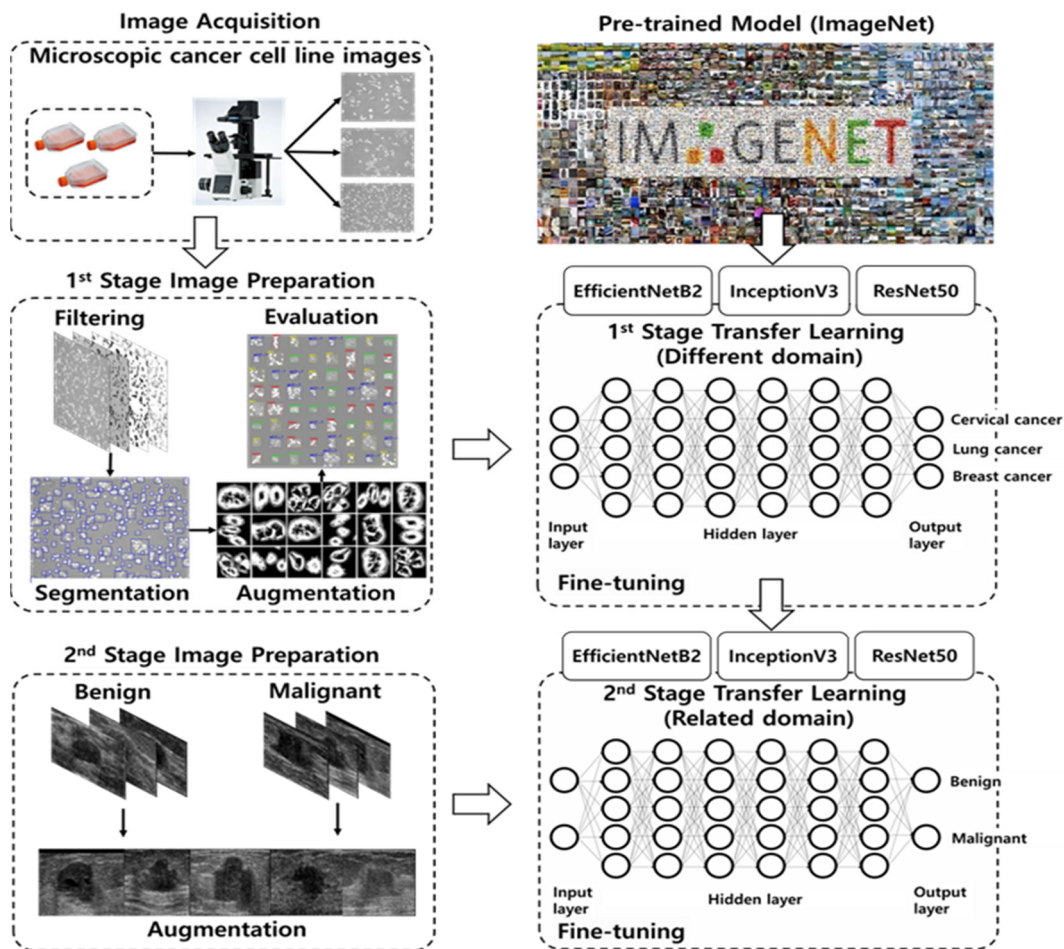 Image Acquisition
Microscopic cancer cell line images
Pre-trained Model (ImageNet)
IM GENET
1st Stage Image Preparation
Filtering
Evaluation
Segmentation
Augmentation
EfficientNetB2
InceptionV3
ResNet50
1st Stage Transfer Learning
(Different domain)
Cervical cancer
Lung cancer
Breast cancer
Input
layer
Hidden layer
Output
layer
Fine-tuning
2nd Stage Image Preparation
Benign
Malignant
Augmentation
EfficientNetB2
InceptionV3
ResNet50
2nd Stage Transfer Learning
(Related domain)
Benign
Malignant
Input
layer
Hidden layer
Output
layer
Fine-tuning